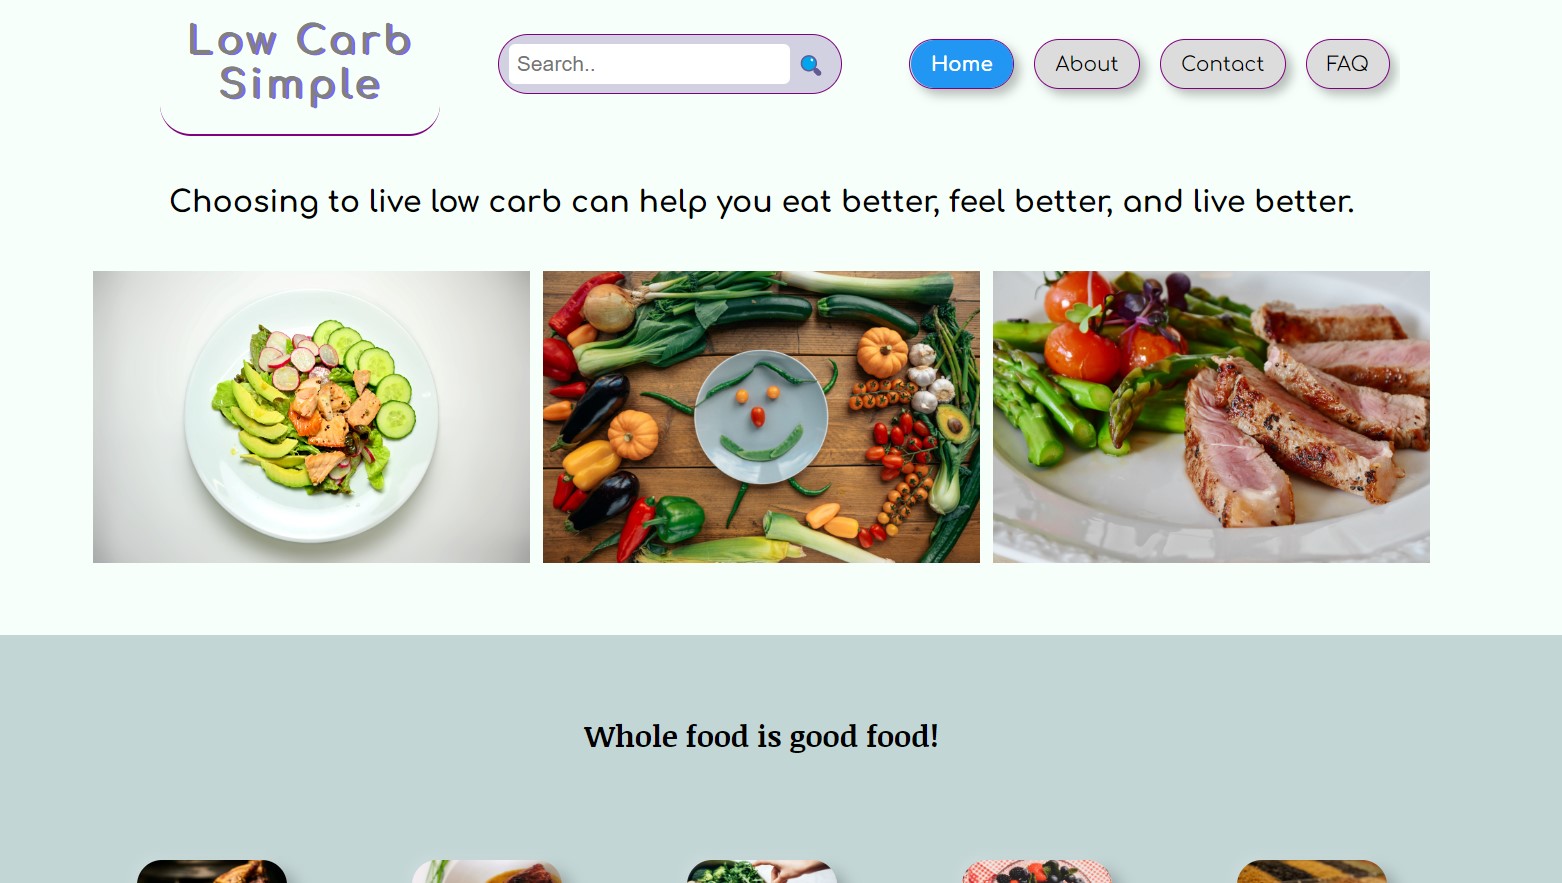 Low Carb
Simple
Search..
Home
About
Contact
FAQ
Choosing to live low carb can help you eat better, feel better, and live better.
Whole food is good food!